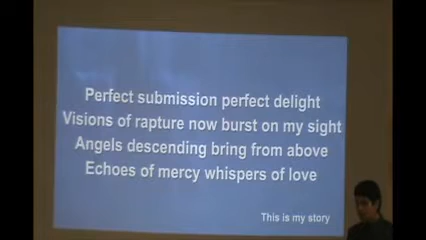 Perfect submission perfect delight
Visions of rapture now burst on my sight
Angels descending bring from above
Echoes of mercy whispers of love
This is my story